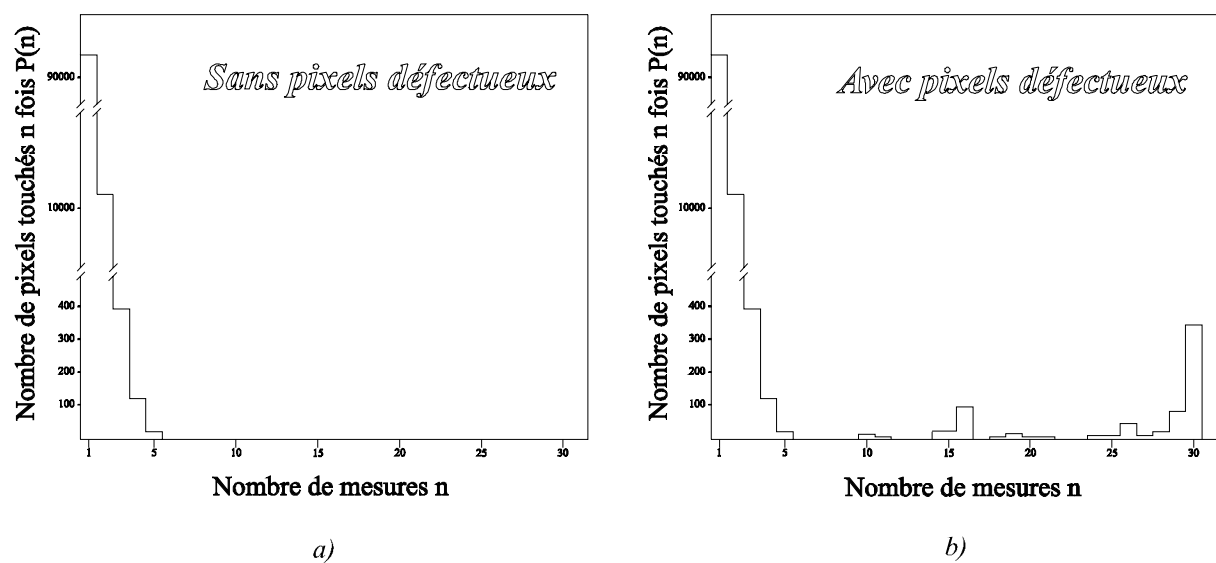 Sans pixels défectueux
Nombre de pixels touchés n fois P(n)
90000
10000
400
300
200
100
1 5 10 15 20 25 30
Nombre de mesures n
a)
Avec pixels défectueux
Nombre de pixels touchés n fois P(n)
90000
10000
400
300
200
100
1 5 10 15 20 25 30
Nombre de mesures n
b)